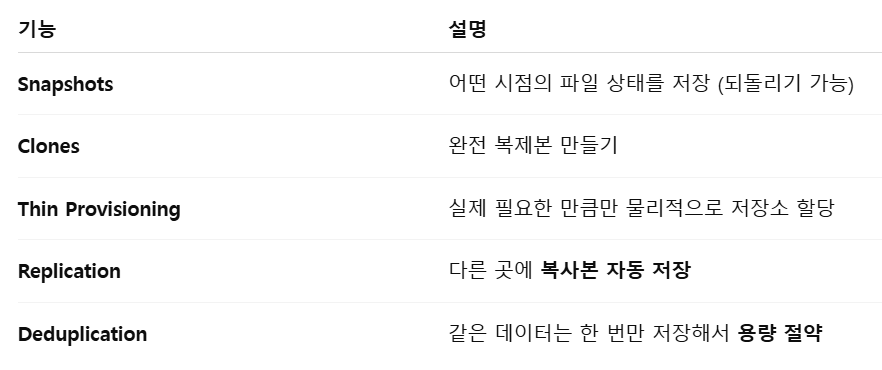 기능 설명
Snapshots 어떤 시점의 파일 상태를 저장 (되돌리기 가능)
Clones 완전 복제본 만들기
Thin Provisioning 실제 필요한 만큼만 물리적으로 저장소 할당
Replication 다른 곳에 복사본 자동 저장
Deduplication 같은 데이터는 한 번만 저장해서 용량 절약